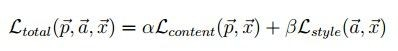 ℒ_total(p⃗, a⃗, x⃗) = αℒ_content(p⃗, x⃗) + βℒ_style(a⃗, x⃗)